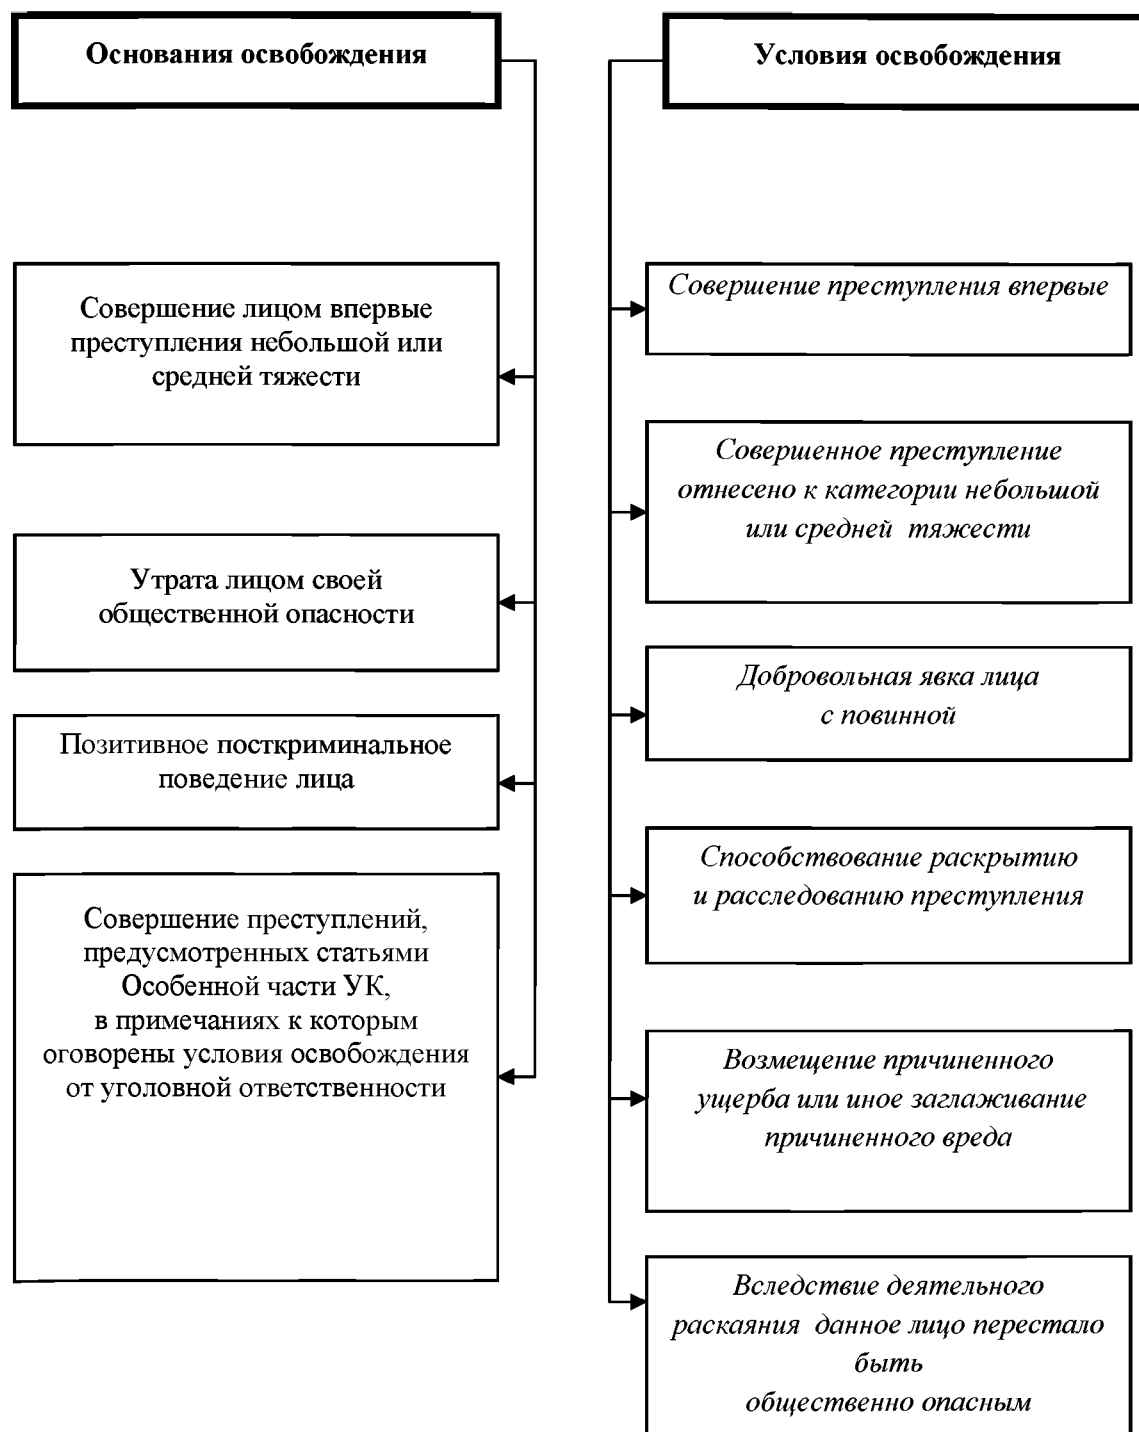 Основания освобождения
Совершение лицом впервые
преступления небольшой или
средней тяжести
Утрата лицом своей
общественной опасности
Позитивное посткриминальное
поведение лица
Совершение преступлений,
предусмотренных статьями
Особенной части УК,
в примечаниях к которым
оговорены условия освобождения
от уголовной ответственности
Условия освобождения
Совершение преступления впервые
Совершенное преступление
отнесено к категории небольшой
или средней тяжести
Добровольная явка лица
с повинной
Способствование раскрытию
и расследованию преступления
Возмещение причиненного
ущерба или иное заглаживание
причиненного вреда
Вследствие деятельного
раскаяния данное лицо перестало
быть
общественно опасным